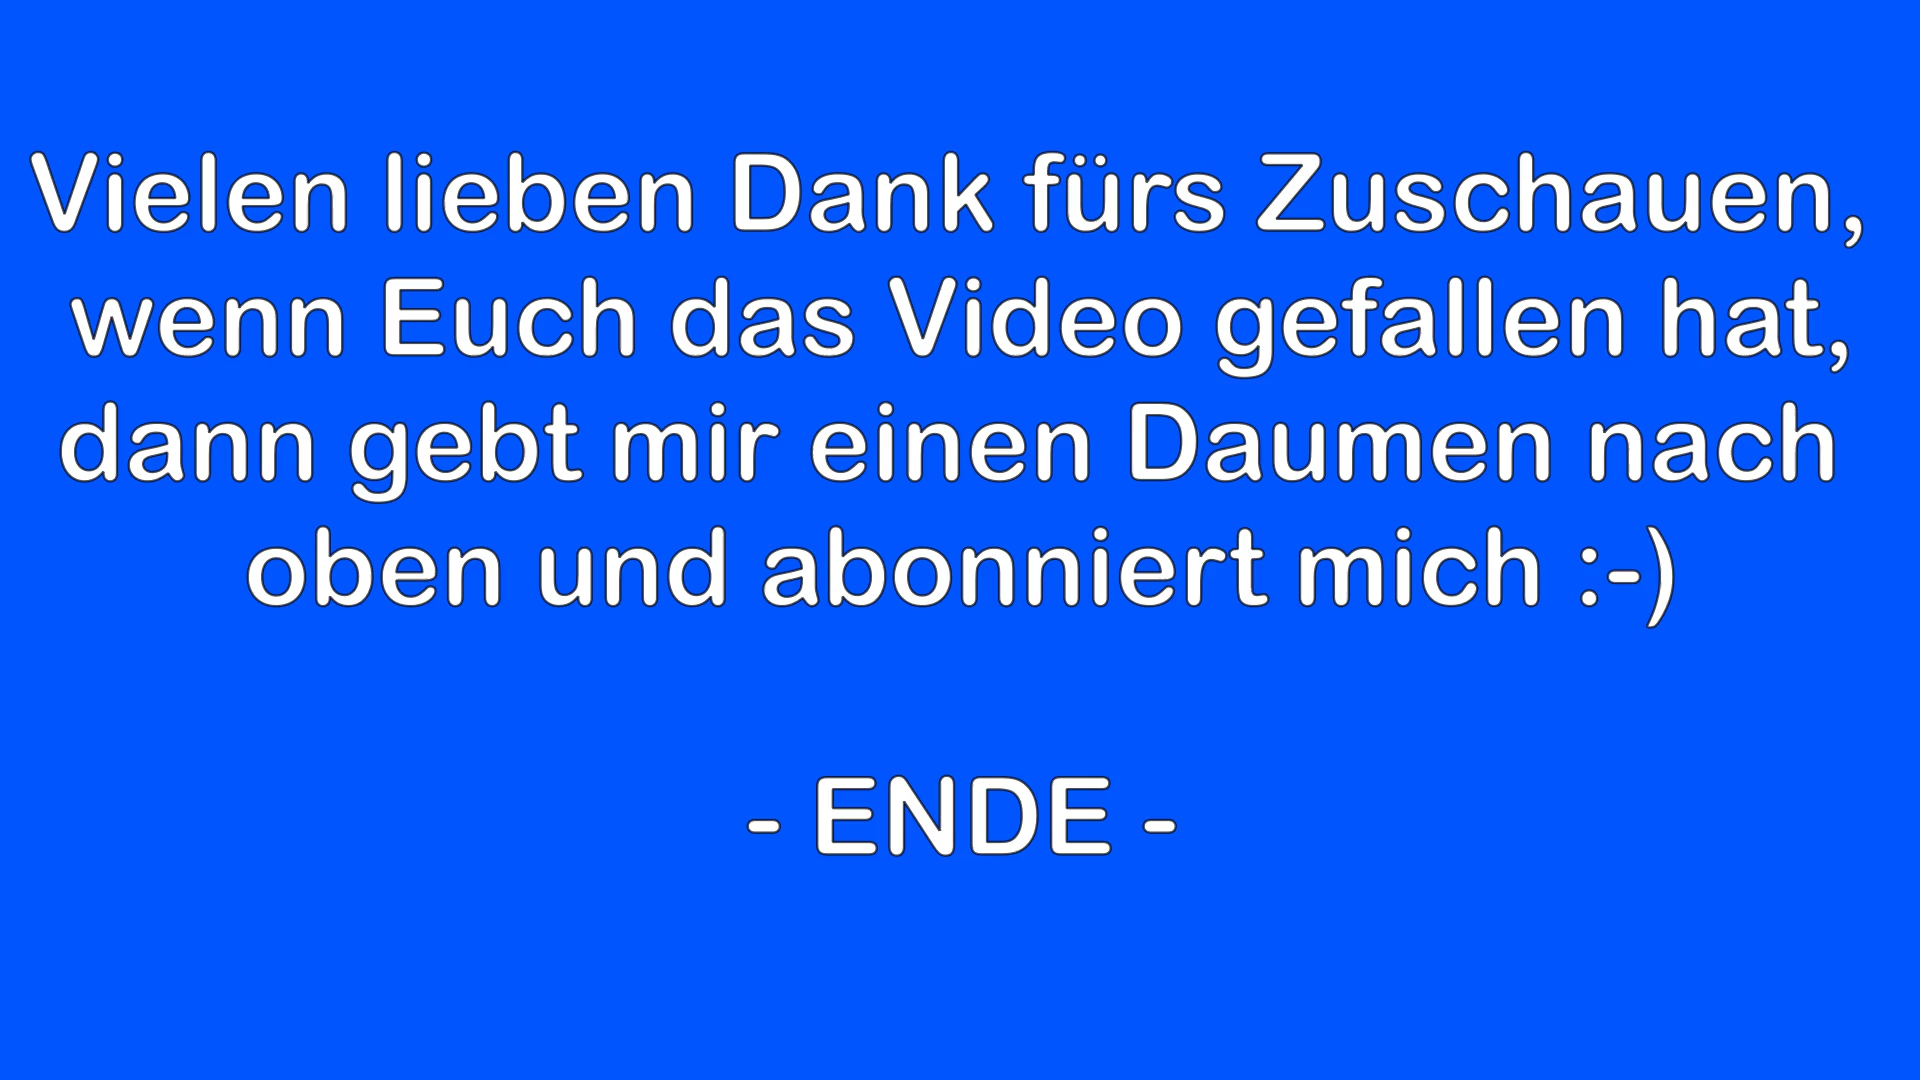 Vielen lieben Dank fürs Zuschauen,
wenn Euch das Video gefallen hat,
dann gebt mir einen Daumen nach
oben und abonniert mich :-)
- ENDE -